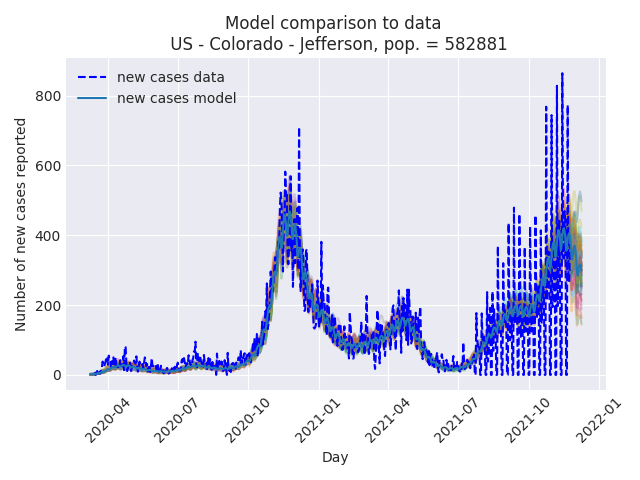 Model comparison to data
US - Colorado - Jefferson, pop. = 582881
new cases data
new cases model
800
600
400
200
0
Number of new cases reported
2020-04
2020-07
2020-10
2021-01
2021-04
2021-07
2021-10
2022-01
Day